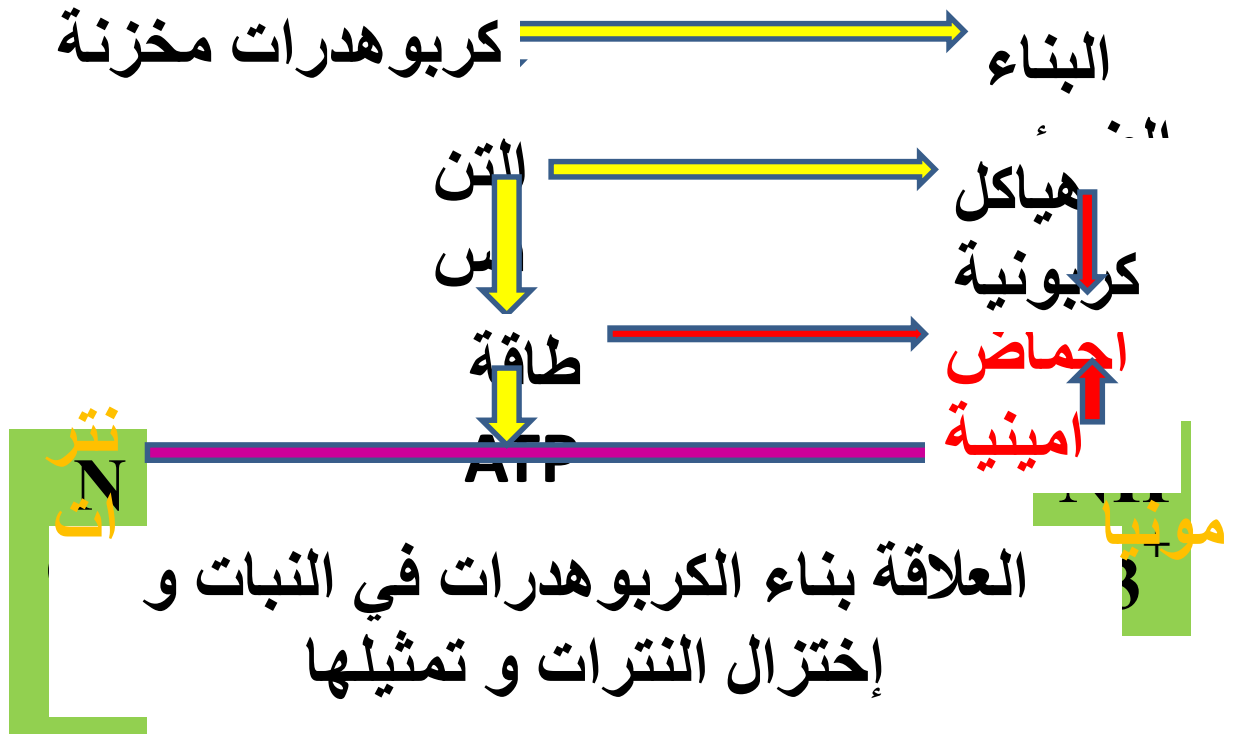 البناء
كربوهدرات مخزنة
هياكل
كربونية
طاقة
ATP
احماض
امينية
نتر
ات
N
مونيا
العلاقة بناء الكربوهدرات في النبات و
إختزال النترات و تمثيلها